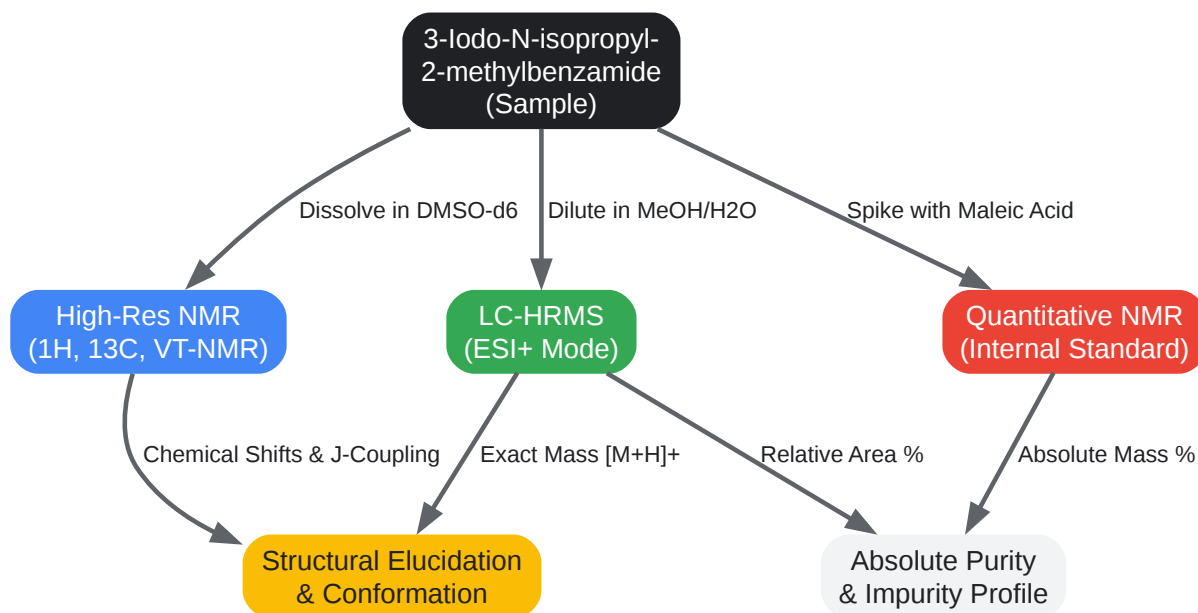 3-Iodo-N-isopropyl-
2-methylbenzamide
(Sample)
Dissolve in DMSO-d6
Dilute in MeOH/H2O
Spike with Maleic Acid
High-Res NMR
(1H, 13C, VT-NMR)
LC-HRMS
(ESI+ Mode)
Quantitative NMR
(Internal Standard)
Chemical Shifts & J-Coupling
Exact Mass [M+H]+
Relative Area %
Absolute Mass %
Structural Elucidation
& Conformation
Absolute Purity
& Impurity Profile